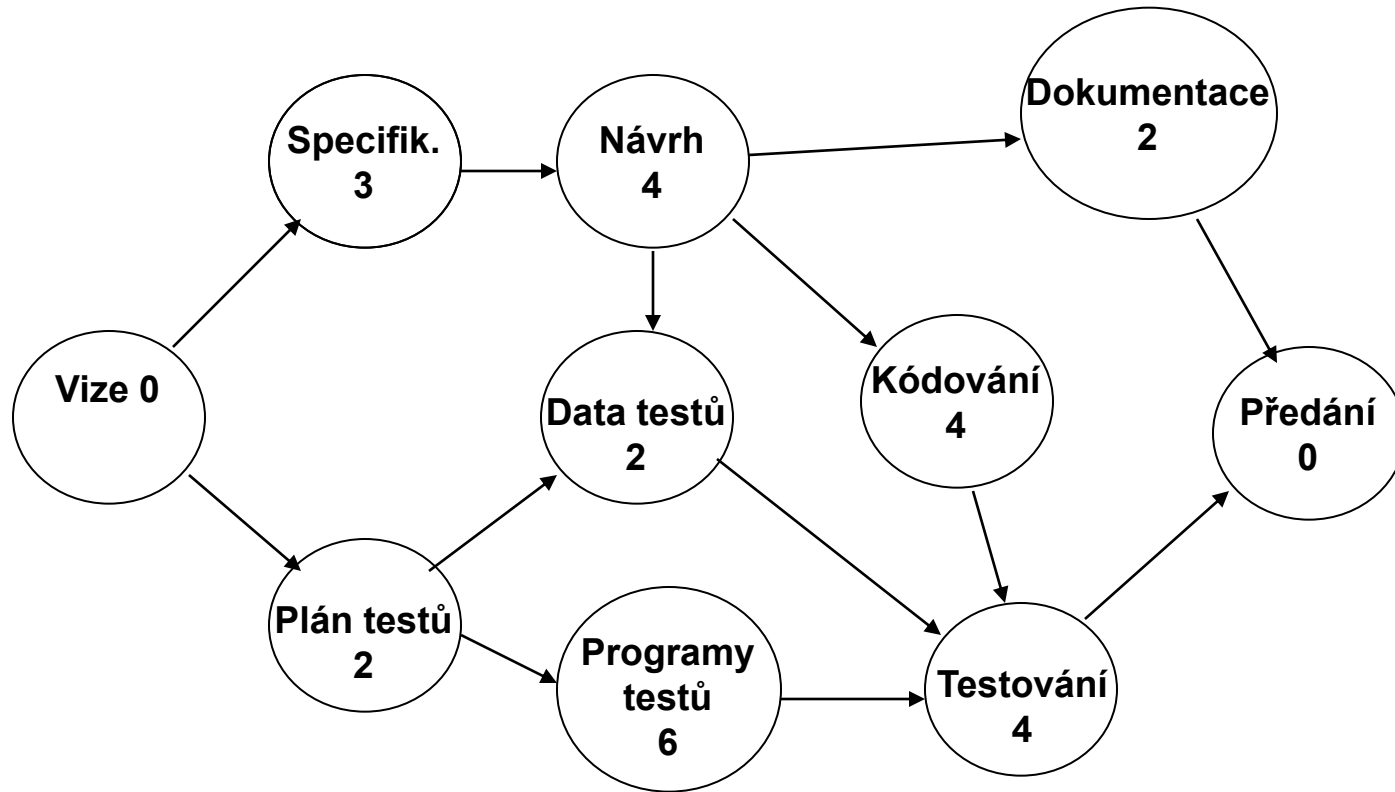 Dokumentace
2
Specifik.
3
Návrh
4
Vize 0
Data testů
2
Kódování
4
Předání
0
Plán testů
2
Programy
testů
6
Testování
4